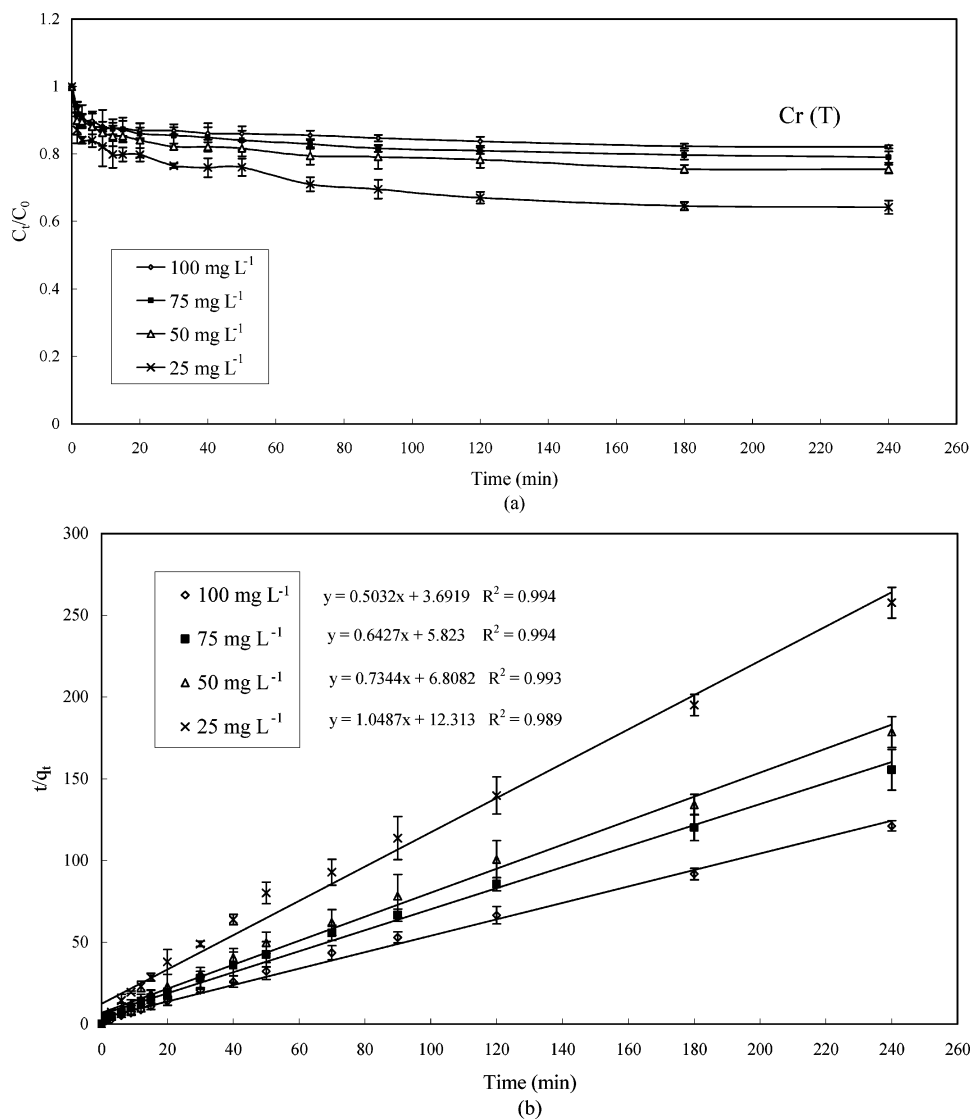 1.2
1
0.8
0.6
0.4
0.2
0
Cr (T)
Cₜ/C₀
100 mg L⁻¹
75 mg L⁻¹
50 mg L⁻¹
25 mg L⁻¹
0 20 40 60 80 100 120 140 160 180 200 220 240 260
Time (min)
(a)
300
250
200
150
100
50
0
t/qₜ
100 mg L⁻¹ y = 0.5032x + 3.6919 R² = 0.994
75 mg L⁻¹ y = 0.6427x + 5.823 R² = 0.994
50 mg L⁻¹ y = 0.7344x + 6.8082 R² = 0.993
25 mg L⁻¹ y = 1.0487x + 12.313 R² = 0.989
0 20 40 60 80 100 120 140 160 180 200 220 240 260
Time (min)
(b)